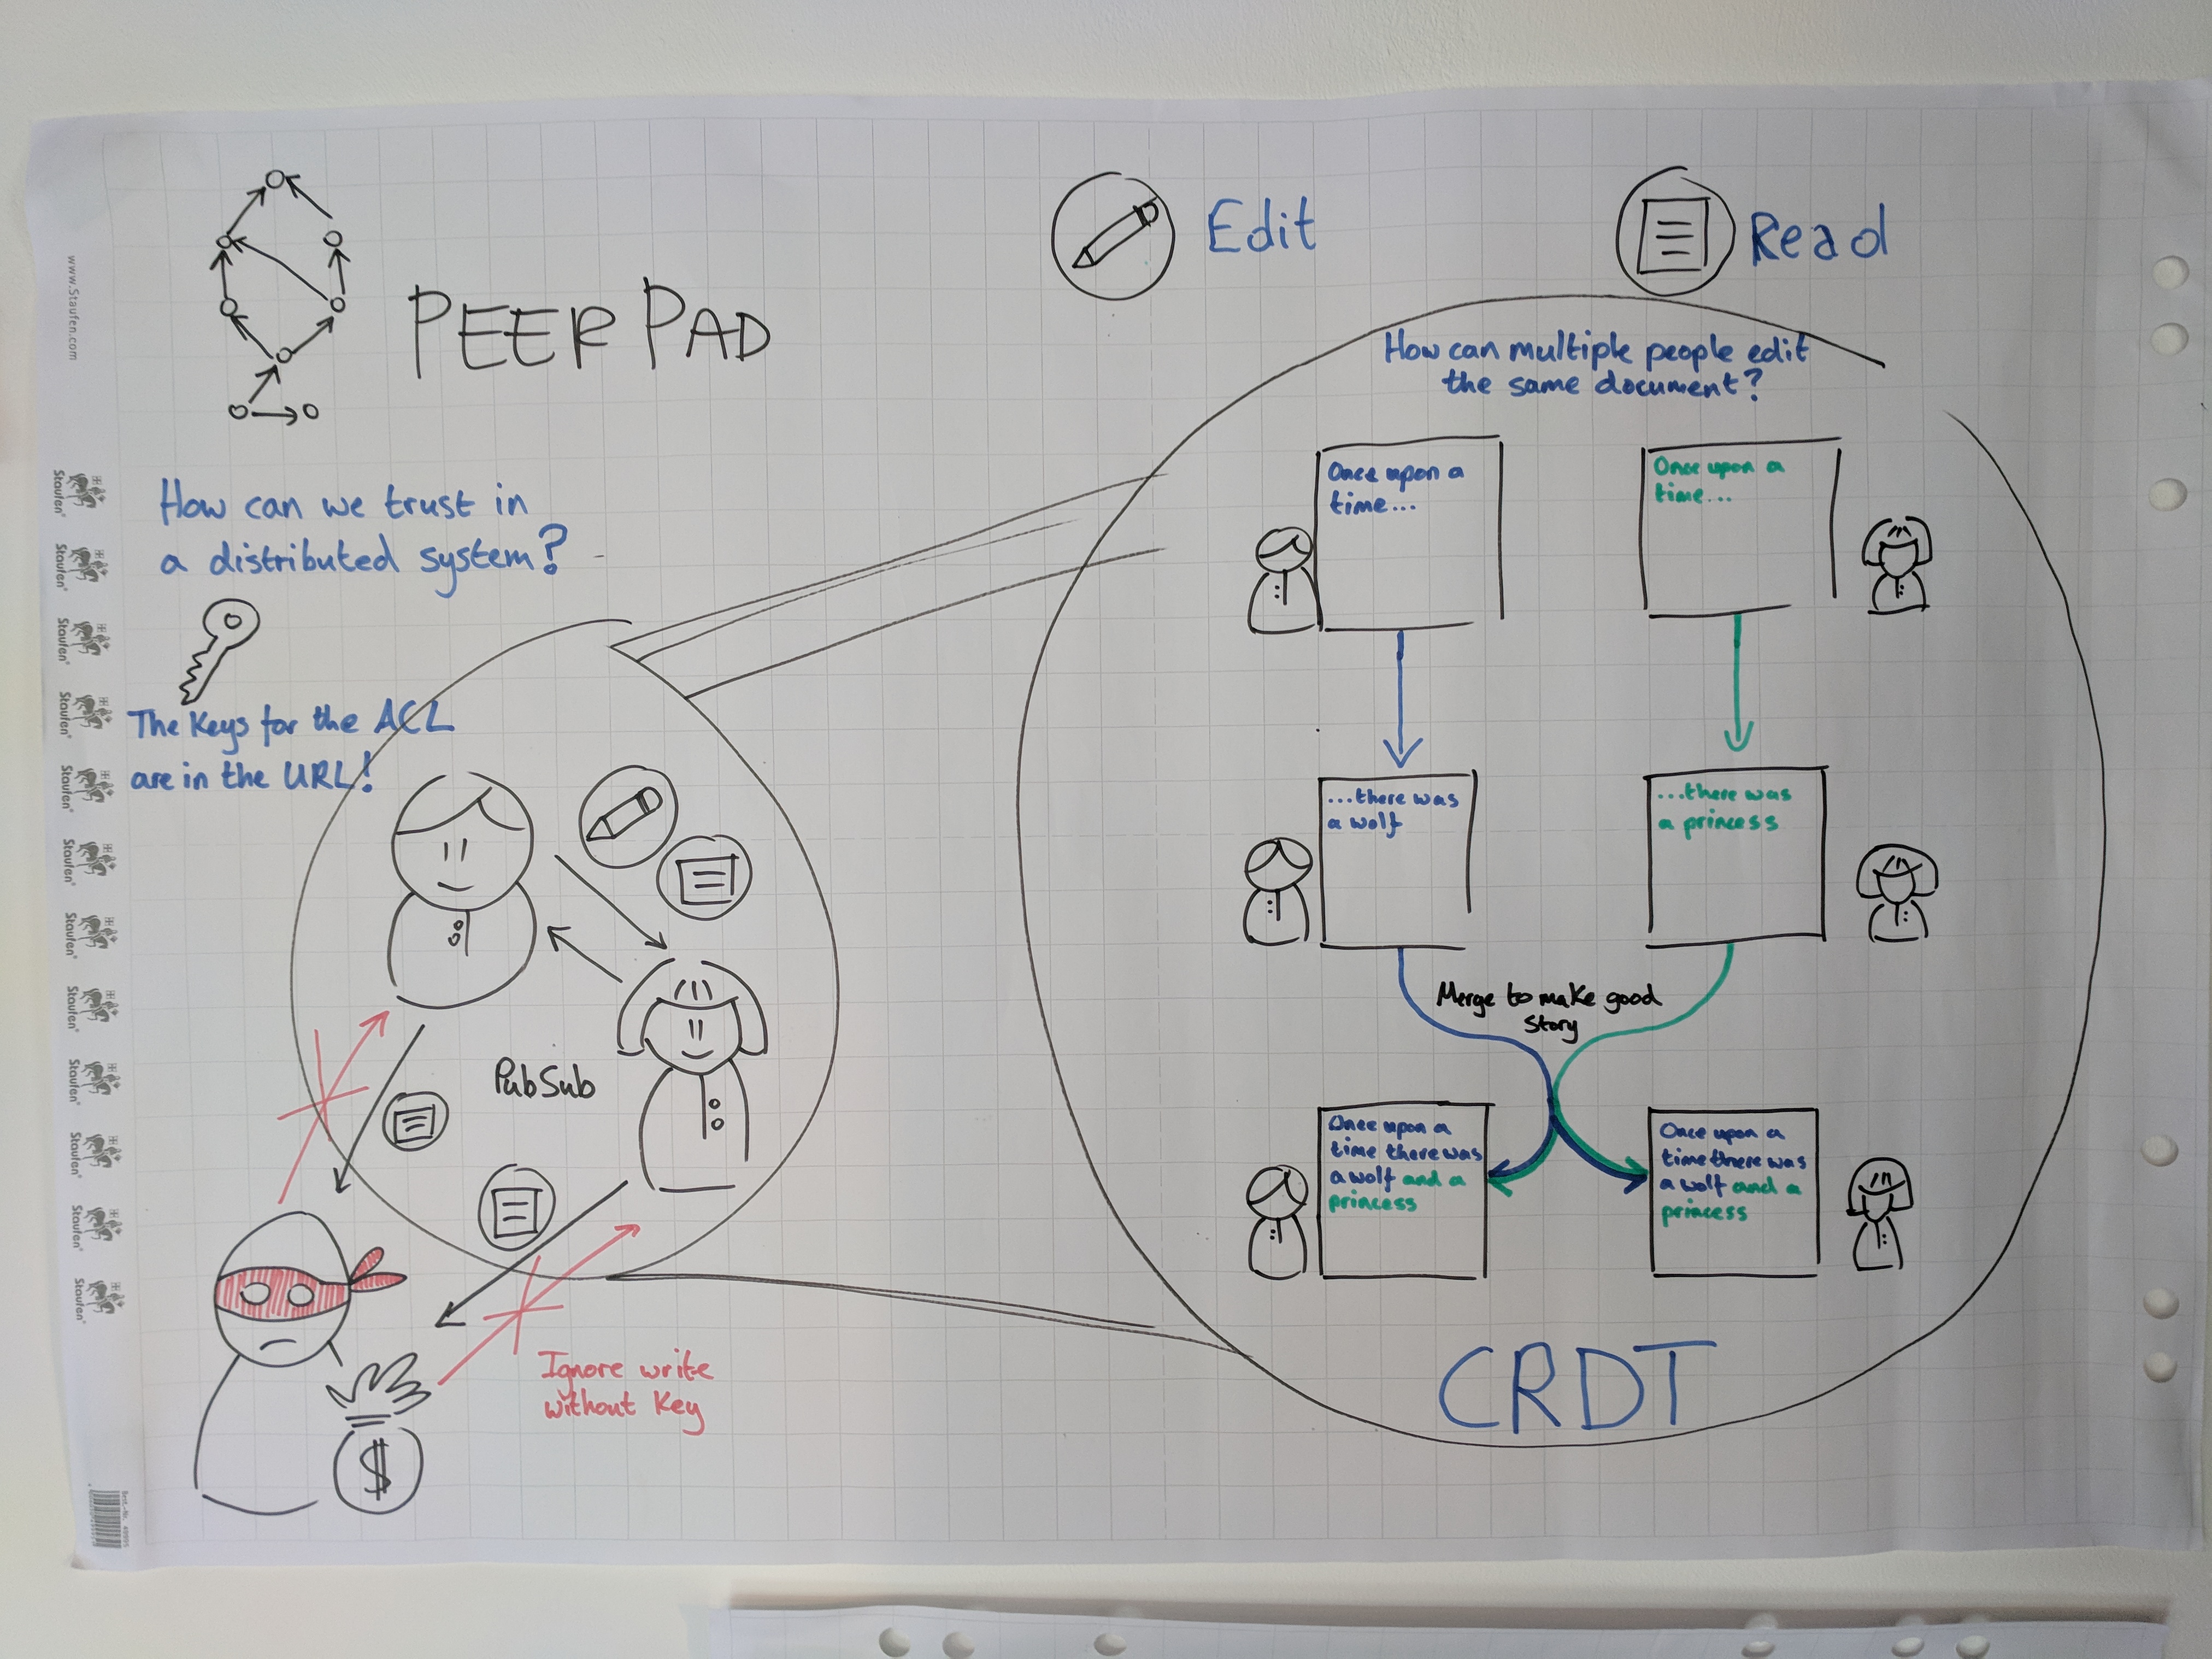 PEER PAD
Edit
Read
How can we trust in
a distributed system?
The Keys for the ACL
are in the URL!
PubSub
Ignore write
without Key
$
How can multiple people edit
the same document?
Once upon a
time...
Once upon a
time...
...there was
a wolf
...there was
a princess
Merge to make good
story
Once upon a
time there was
a wolf and a
princess
Once upon a
time there was
a wolf and a
princess
CRDT
www.Staufen.com
Staufen
Staufen
Staufen
Staufen
Staufen
Staufen
Staufen
Staufen
Staufen
Staufen
Staufen
Staufen